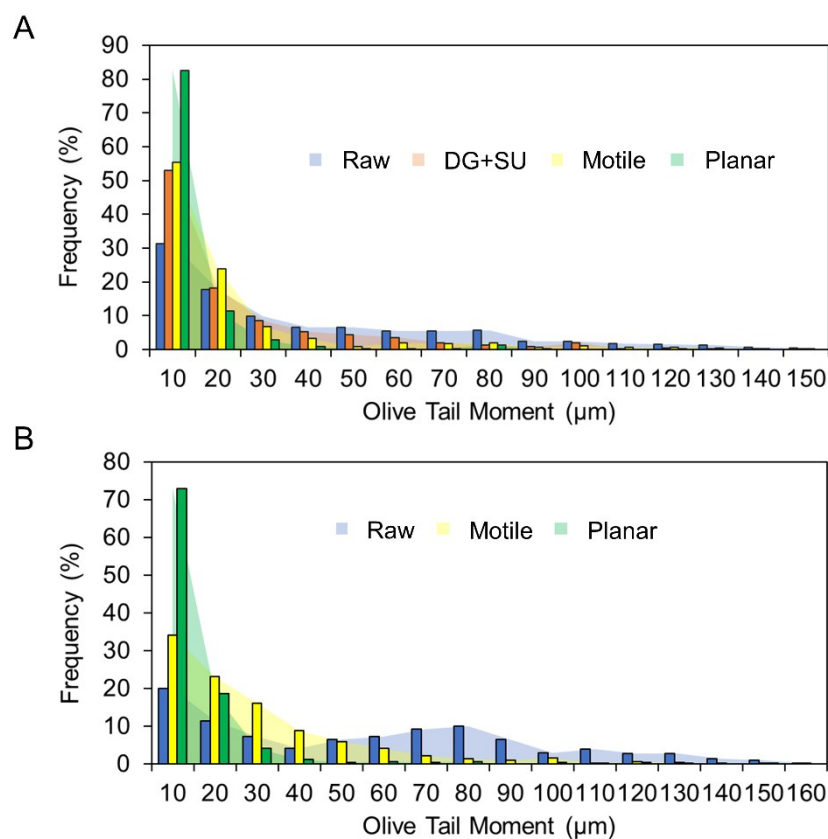 A
Frequency (%)
90
80
70
60
50
40
30
20
10
0
Raw DG+SU Motile Planar
10 20 30 40 50 60 70 80 90 100 110 120 130 140 150
Olive Tail Moment (µm)
B
Frequency (%)
80
70
60
50
40
30
20
10
0
Raw Motile Planar
10 20 30 40 50 60 70 80 90 100 110 120 130 140 150 160
Olive Tail Moment (µm)